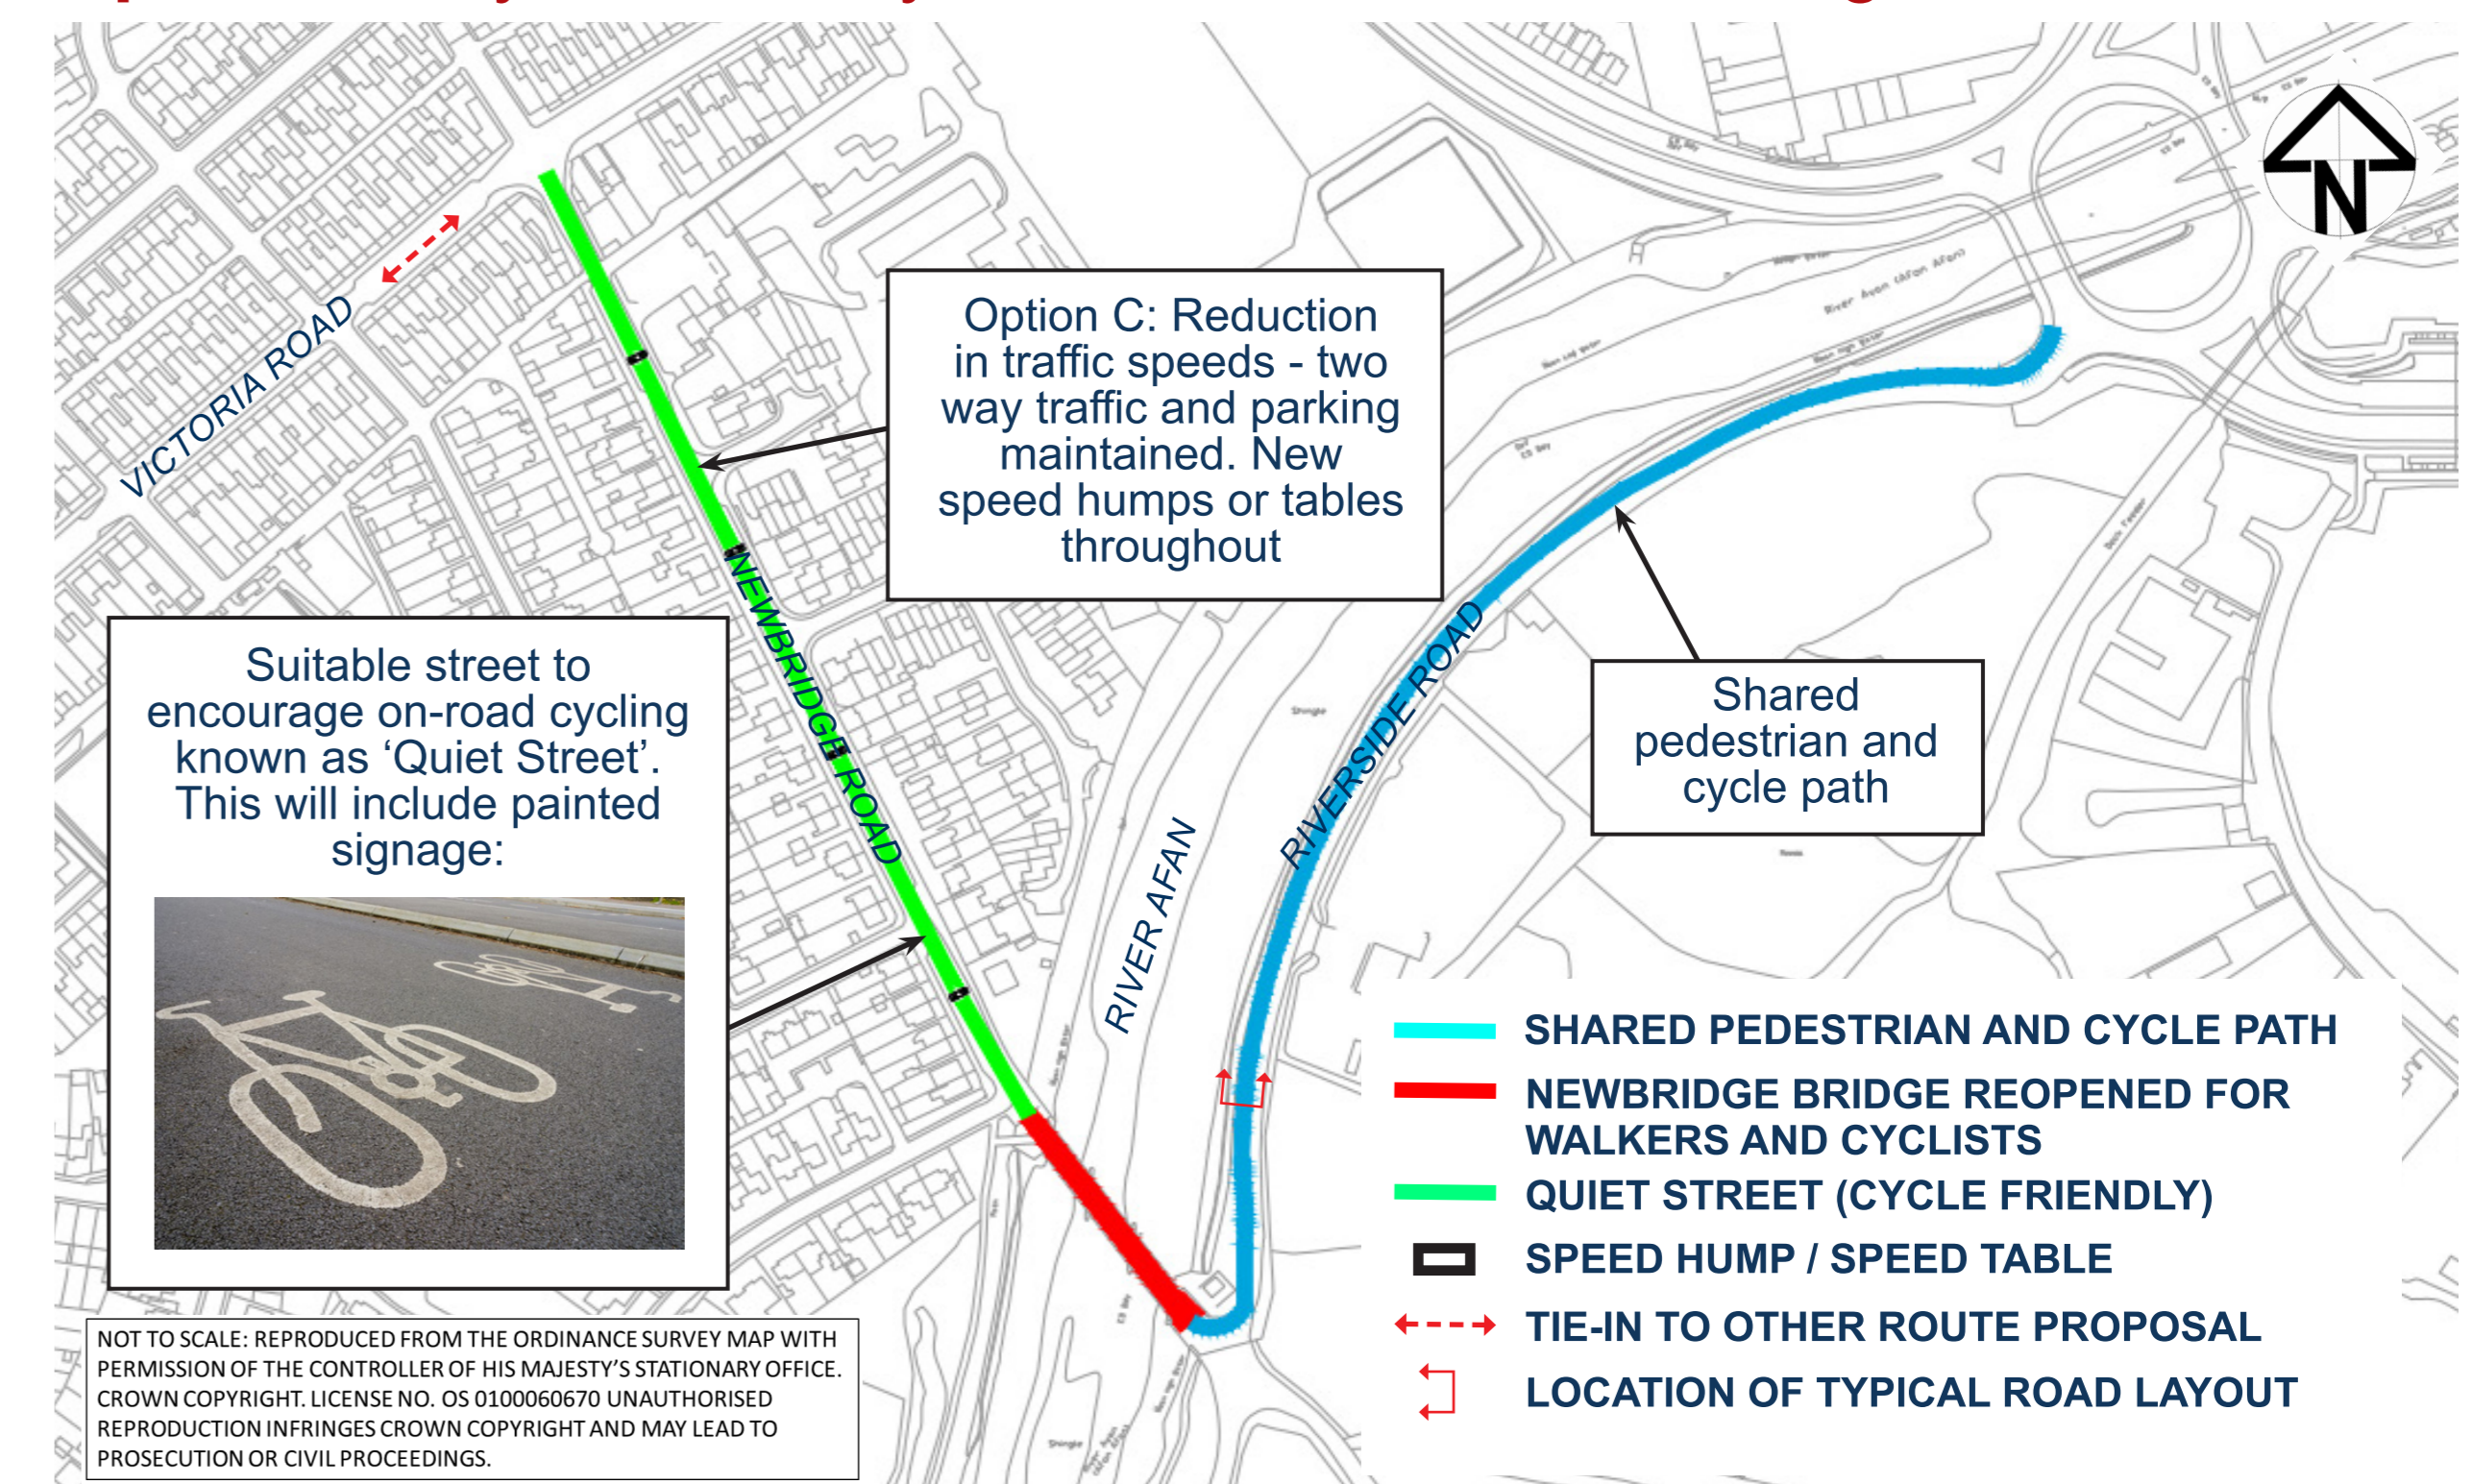 VICTORIA ROAD
Option C: Reduction
in traffic speeds - two
way traffic and parking
maintained. New
speed humps or tables
throughout
N
River Avon (Afon Afan)
NEWBRIDGE ROAD
Suitable street to
encourage on-road cycling
known as ‘Quiet Street’.
This will include painted
signage:
RIVERSIDE ROAD
Shingle
Shared
pedestrian and
cycle path
RIVER AFAN
SHARED PEDESTRIAN AND CYCLE PATH
NEWBRIDGE BRIDGE REOPENED FOR
WALKERS AND CYCLISTS
QUIET STREET (CYCLE FRIENDLY)
SPEED HUMP / SPEED TABLE
TIE-IN TO OTHER ROUTE PROPOSAL
LOCATION OF TYPICAL ROAD LAYOUT
NOT TO SCALE: REPRODUCED FROM THE ORDINANCE SURVEY MAP WITH
PERMISSION OF THE CONTROLLER OF HIS MAJESTY’S STATIONARY OFFICE.
CROWN COPYRIGHT. LICENSE NO. OS 0100060670 UNAUTHORISED
REPRODUCTION INFRINGES CROWN COPYRIGHT AND MAY LEAD TO
PROSECUTION OR CIVIL PROCEEDINGS.
Shingle